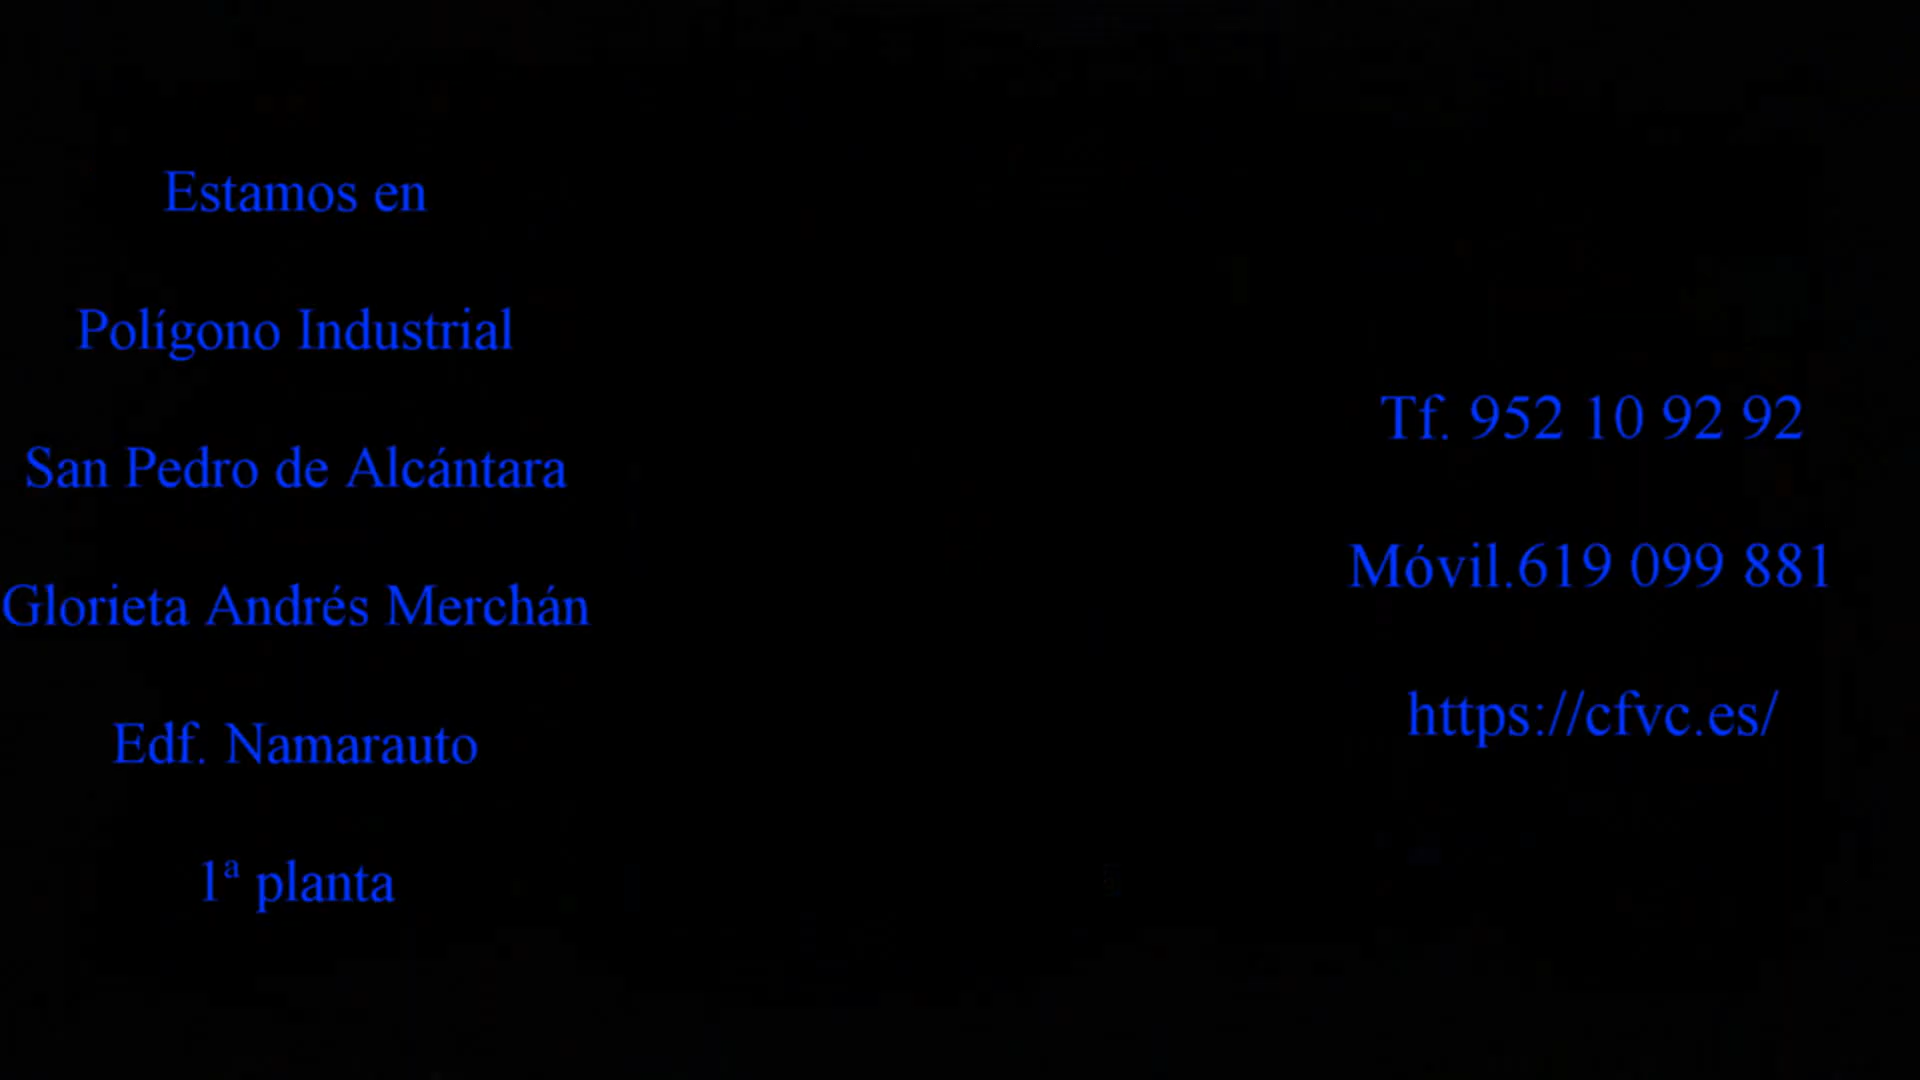 Estamos en
Polígono Industrial
San Pedro de Alcántara
Glorieta Andrés Merchán
Edf. Namarauto
1ª planta
Tf. 952 10 92 92
Móvil.619 099 881
https://cfvc.es/